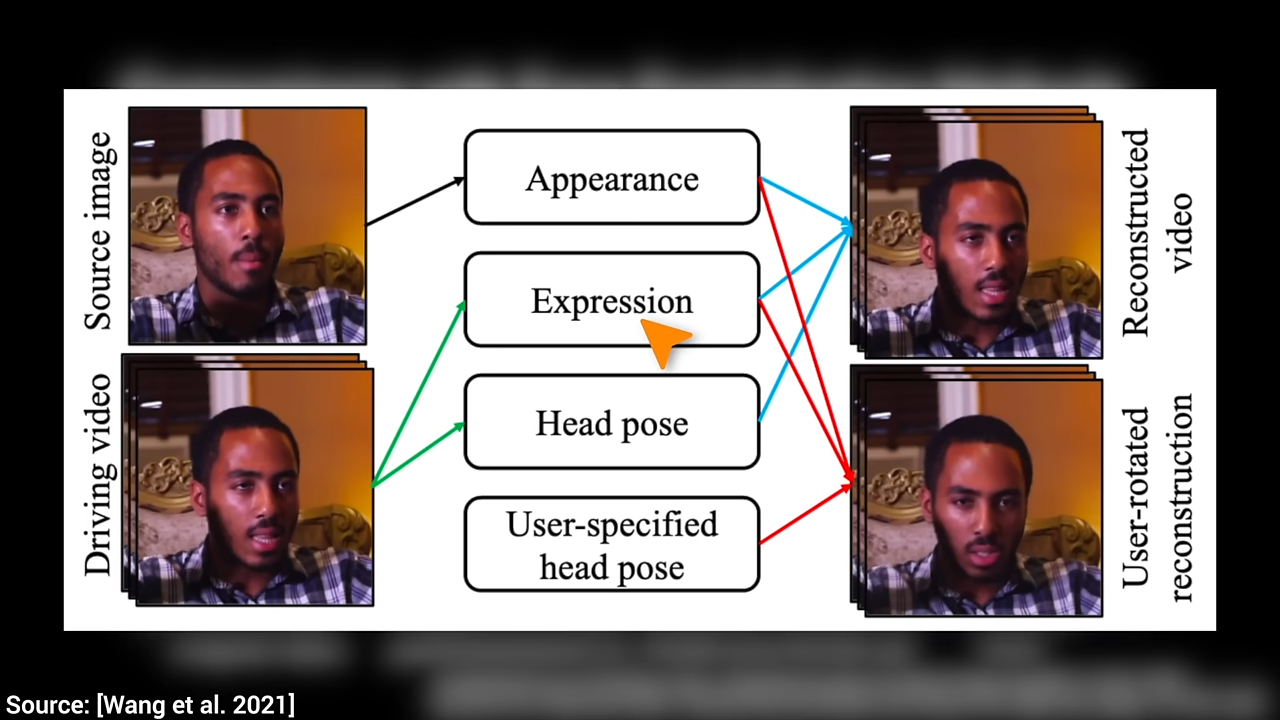 Source image
Driving video
Appearance
Expression
Head pose
User-specified
head pose
Reconstructed
video
User-rotated
reconstruction
Source: [Wang et al. 2021]